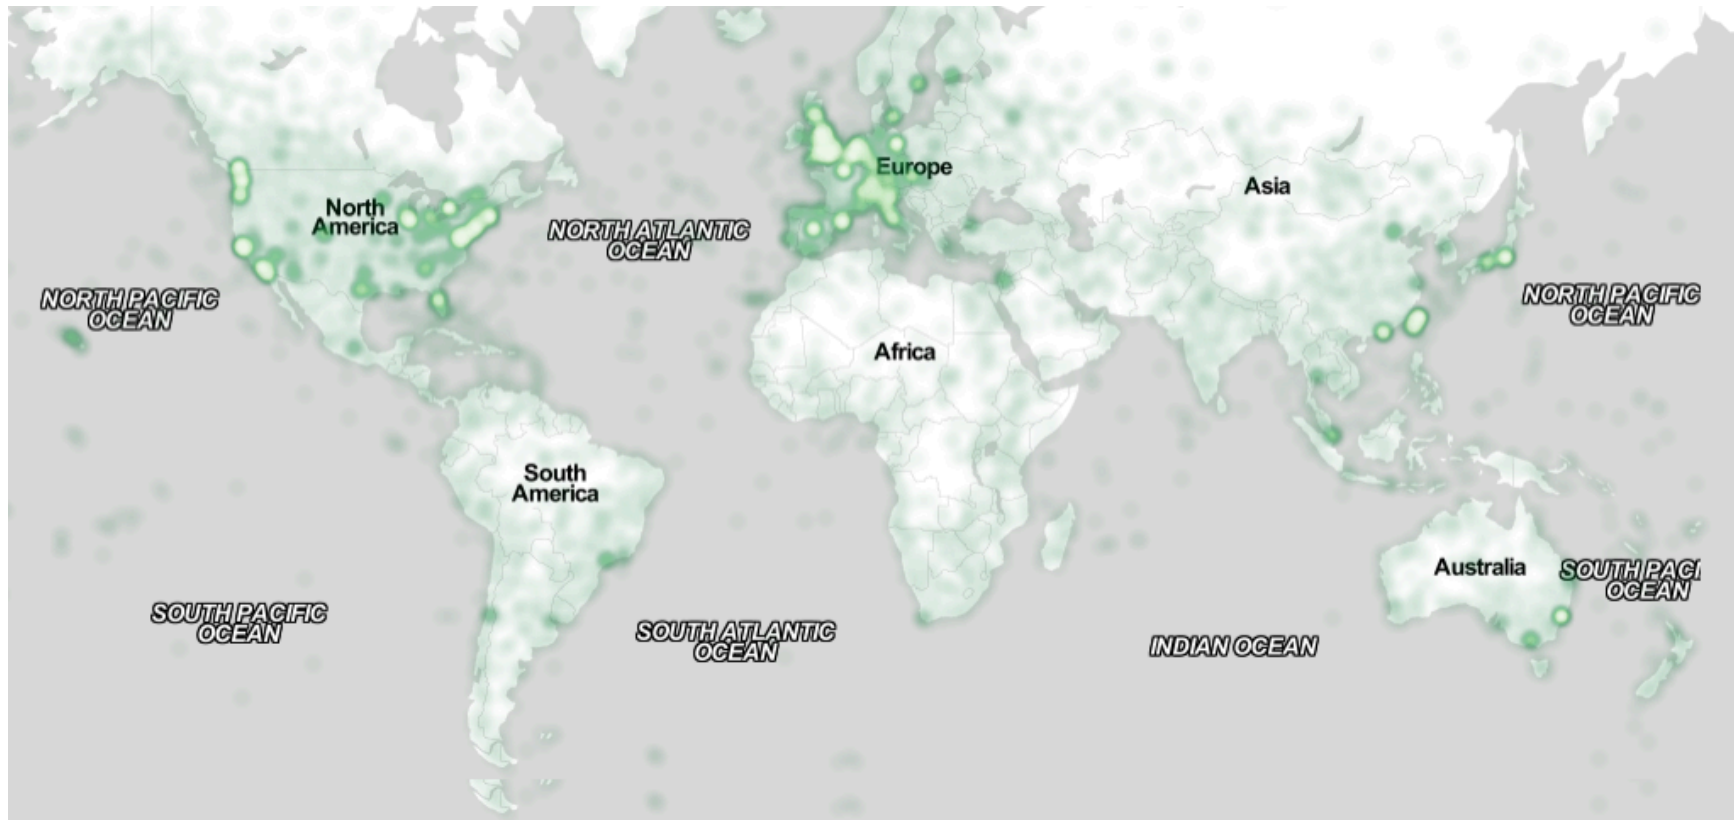 Europe
Asia
North
America
NORTH ATLANTIC
OCEAN
NORTH PACIFIC
OCEAN
NORTH PACIFIC
OCEAN
Africa
South
America
Australia
SOUTH PACI
OCEAN
SOUTH PACIFIC
OCEAN
SOUTH ATLANTIC
OCEAN
INDIAN OCEAN